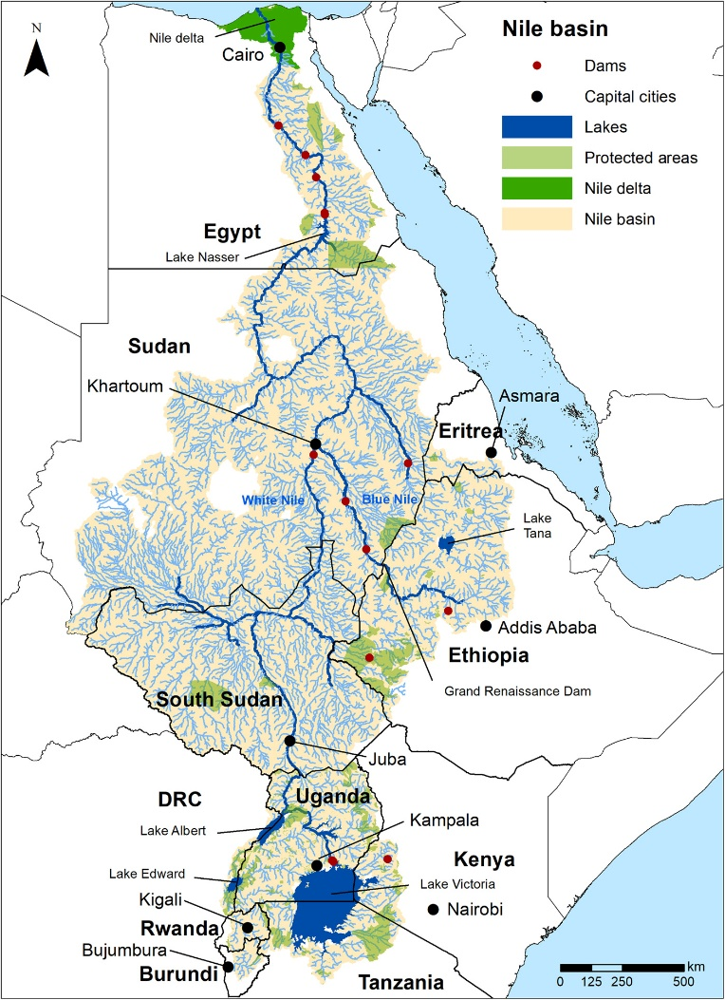 N
Nile delta
Cairo
Nile basin
Dams
Capital cities
Lakes
Protected areas
Nile delta
Nile basin
Egypt
Lake Nasser
Sudan
Khartoum
Asmara
Eritrea
White Nile
Blue Nile
Lake
Tana
Addis Ababa
Ethiopia
Grand Renaissance Dam
South Sudan
Juba
DRC
Uganda
Lake Albert
Kampala
Kenya
Lake Edward
Lake Victoria
Kigali
Nairobi
Rwanda
Bujumbura
Burundi
Tanzania
km
0 125 250 500